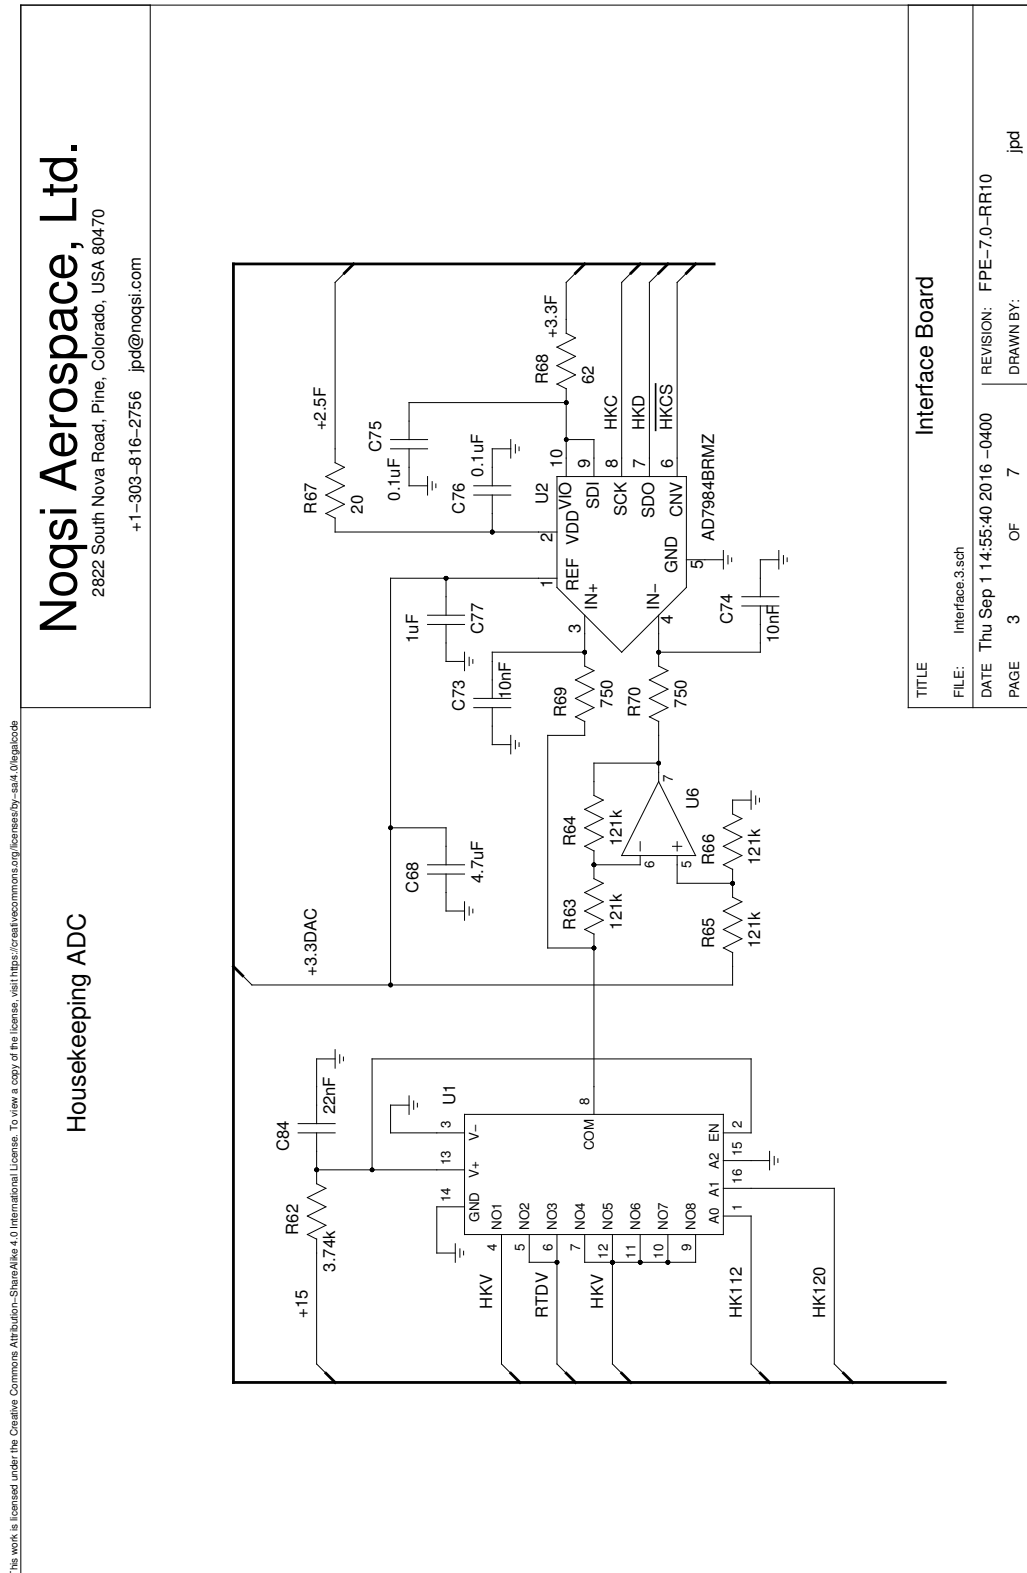 This work is licensed under the Creative Commons Attribution-ShareAlike 4.0 International License. To view a copy of the license, visit https://creativecommons.org/licenses/by-sa/4.0/legalcode
Noqsi Aerospace, Ltd.
2822 South Nova Road, Pine, Colorado, USA 80470
+1-303-816-2756 jpd@noqsi.com
Housekeeping ADC
+15
R62
3.74k
C84
22nF
+3.3DAC
C68
4.7uF
1uF
C77
R67
20
+2.5F
C75
0.1uF
C76
0.1uF
R68
62
+3.3F
C73
10nF
R69
750
R70
750
C74
10nF
U2
1
REF
2
VDD
VIO
10
SDI
9
SCK
8
SDO
7
CNV
6
GND
5
IN+
3
IN-
4
AD7984BRMZ
HKC
HKD
HKCS
U6
-
+
6
5
7
R63
121k
R64
121k
R65
121k
R66
121k
U1
14
GND
13
V+
3
V-
COM
8
4
NO1
5
NO2
6
NO3
7
NO4
12
NO5
11
NO6
10
NO7
9
NO8
A0
1
A1
16
A2
15
EN
2
HKV
RTDV
HKV
HK112
HK120
TITLE
Interface Board
FILE: Interface.3.sch
REVISION: FPE-7.0-RR10
DATE Thu Sep 1 14:55:40 2016 -0400
PAGE 3 OF 7
DRAWN BY: jpd